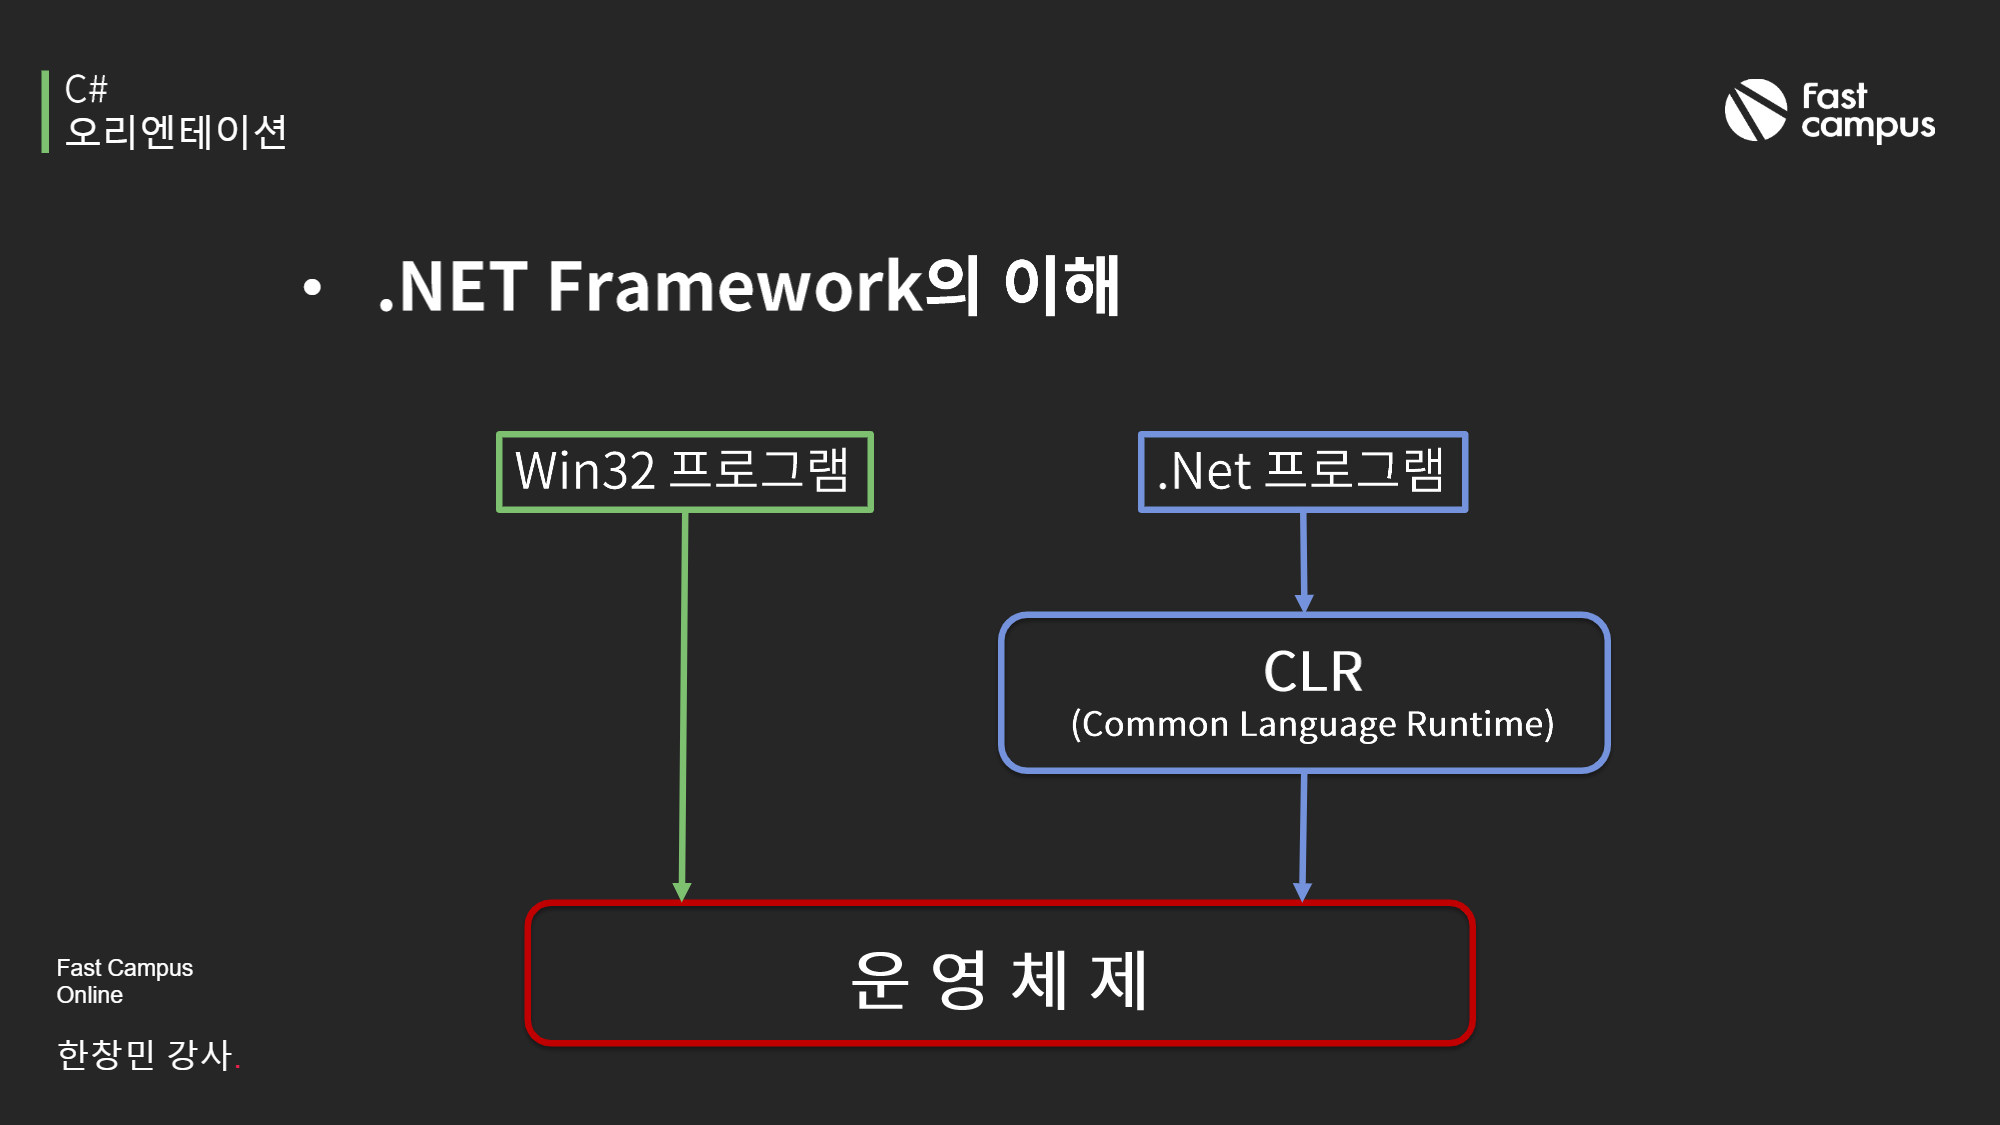 C#
오리엔테이션
Fast
campus
• .NET Framework의 이해
Win32 프로그램
.Net 프로그램
CLR
(Common Language Runtime)
운 영 체 제
Fast Campus
Online
한창민 강사.